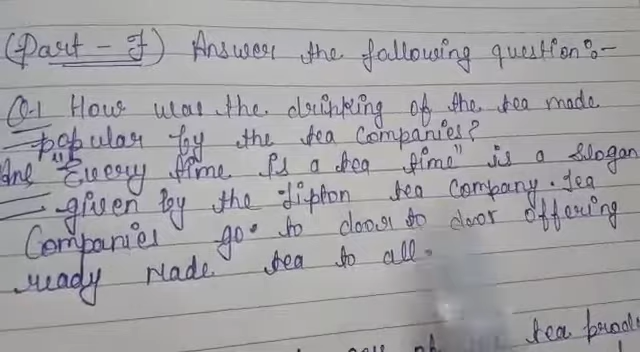 (Part - J) Answer the following question:-
Q.1 How was the drinking of the tea made
popular by the tea Companies?
Ans "Every time is a tea time" is a slogan
given by the Lipton tea Company. Tea
Companies go to door to door offering
ready Made tea to all.
tea